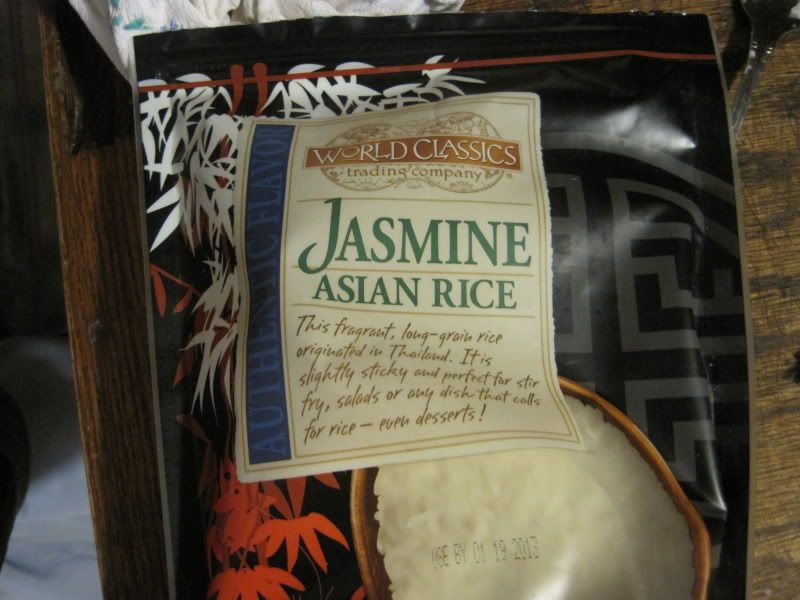 WORLD CLASSICS
trading company®
JASMINE
ASIAN RICE
AUTHENTIC FLAVOR
This fragrant, long-grain rice
originated in Thailand. It is
slightly sticky and perfect for stir
fry, salads or any dish that calls
for rice – even desserts!
USE BY 01 19 2013